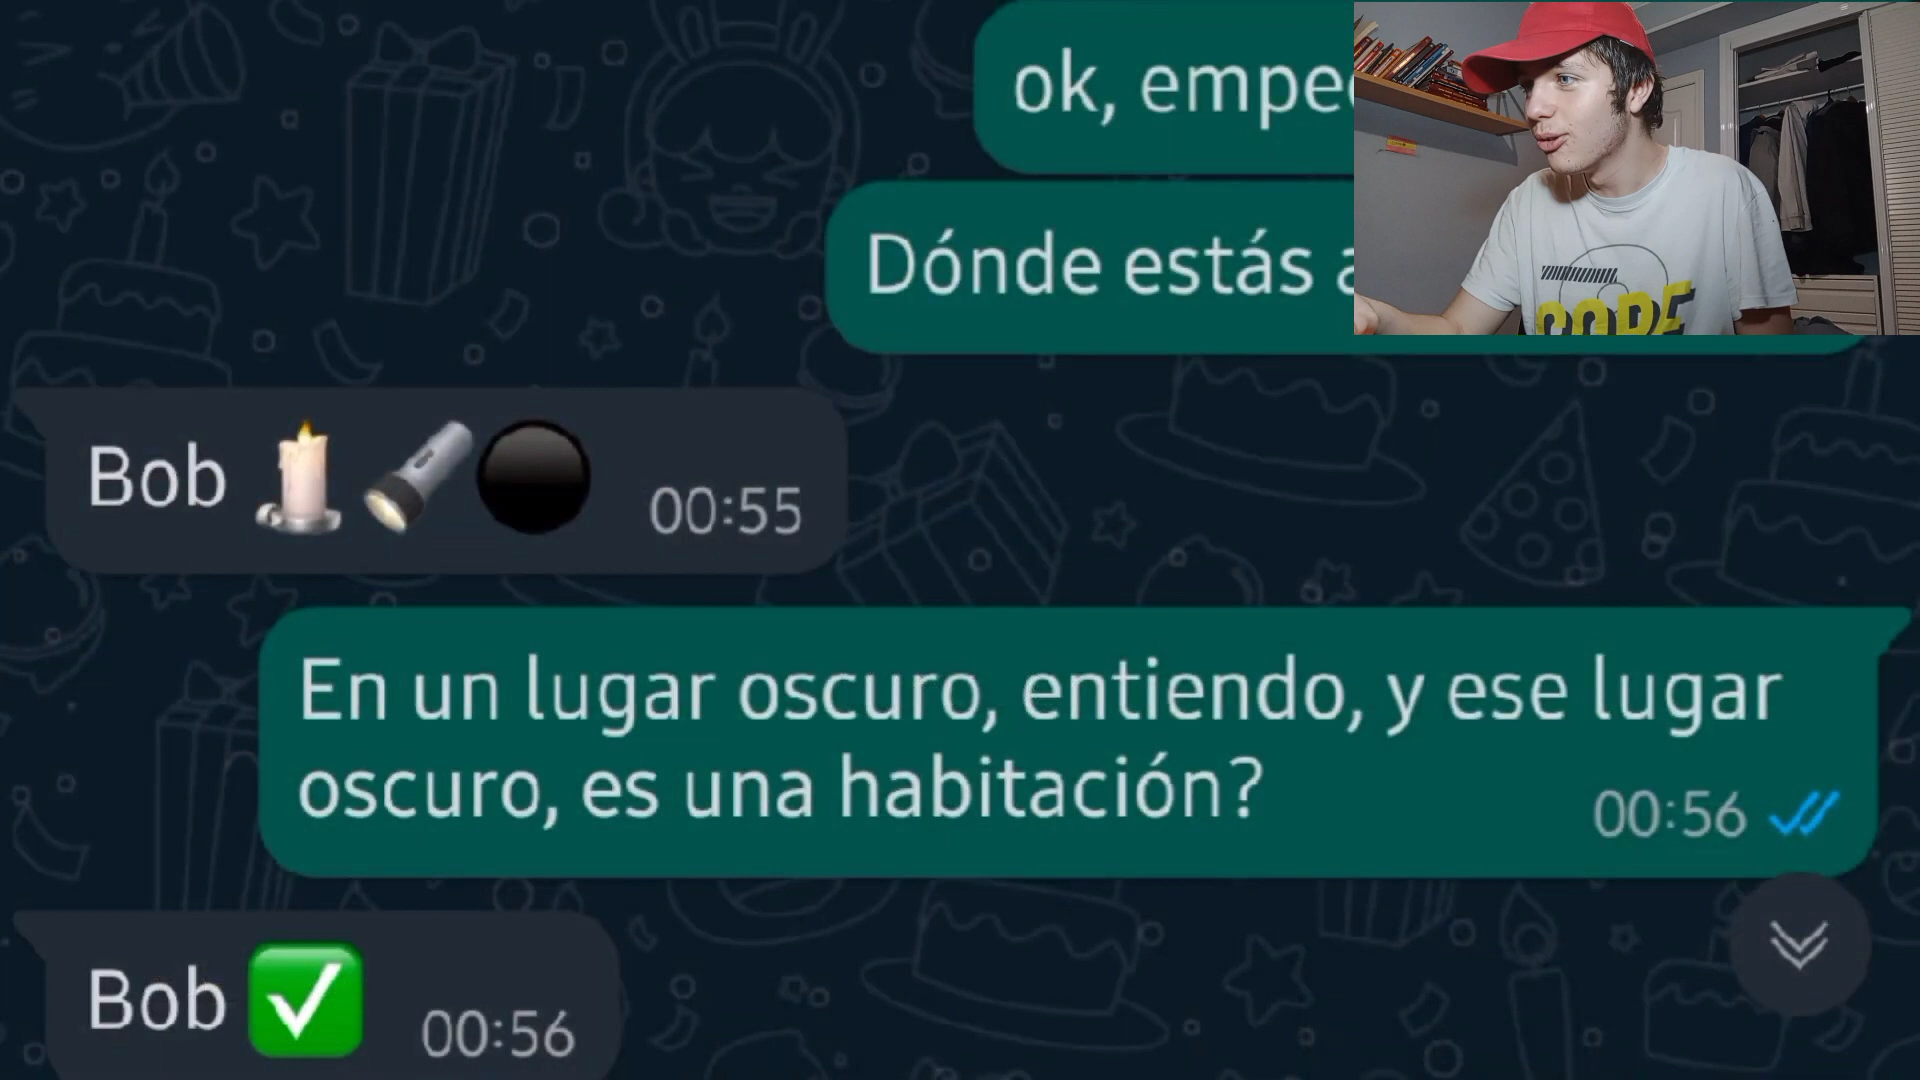 ok, empe
Dónde estás a
Bob 🕯️🔦⚫ 00:55
En un lugar oscuro, entiendo, y ese lugar
oscuro, es una habitación?
00:56
Bob ✅ 00:56